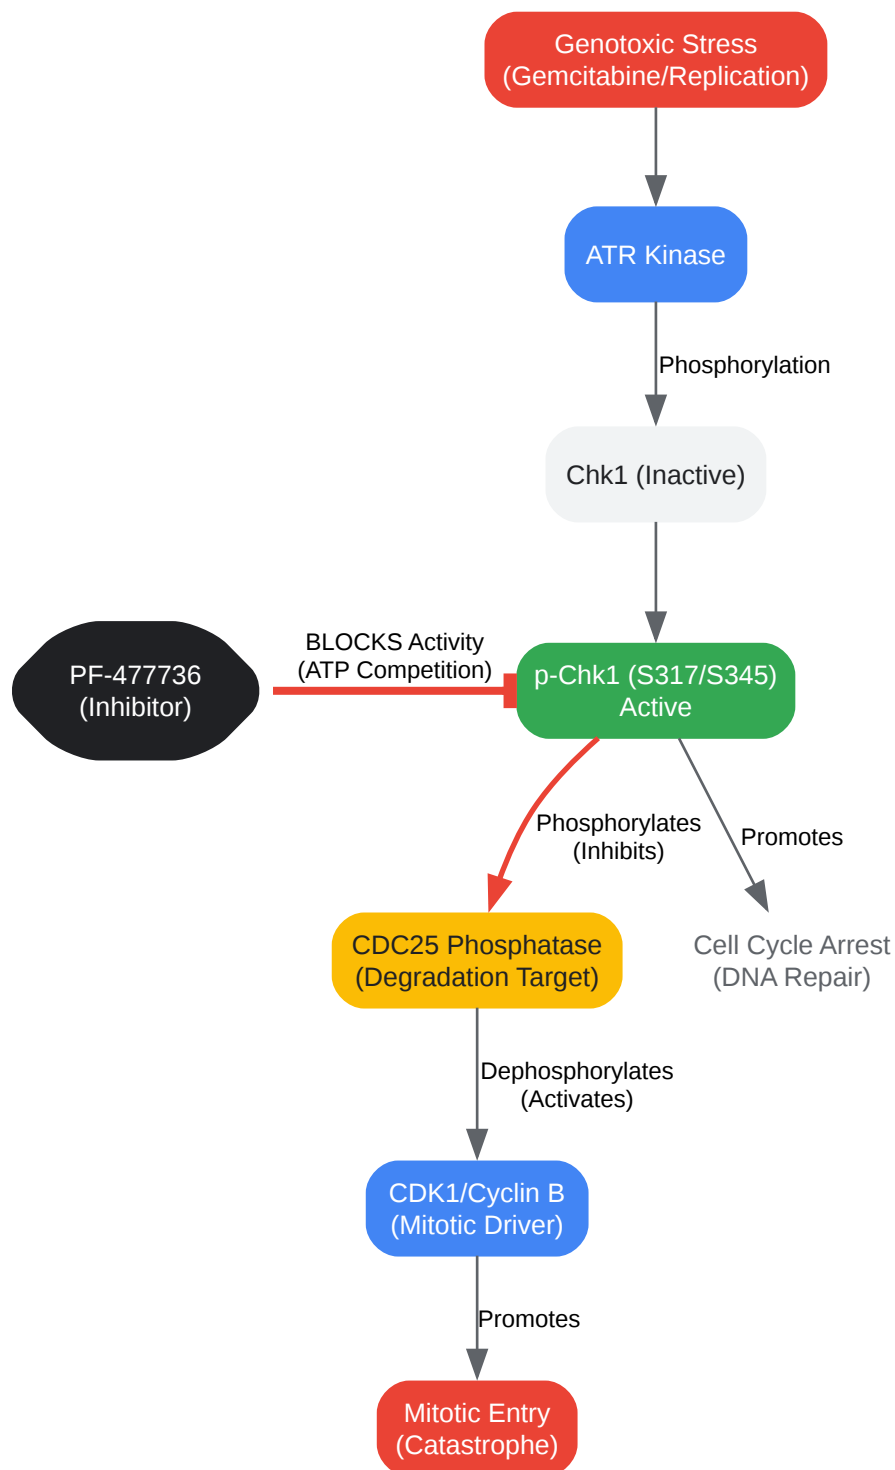 Genotoxic Stress
(Gemcitabine/Replication)
ATR Kinase
Phosphorylation
Chk1 (Inactive)
PF-477736
(Inhibitor)
BLOCKS Activity
(ATP Competition)
p-Chk1 (S317/S345)
Active
Phosphorylates
(Inhibits)
Promotes
CDC25 Phosphatase
(Degradation Target)
Cell Cycle Arrest
(DNA Repair)
Dephosphorylates
(Activates)
CDK1/Cyclin B
(Mitotic Driver)
Promotes
Mitotic Entry
(Catastrophe)